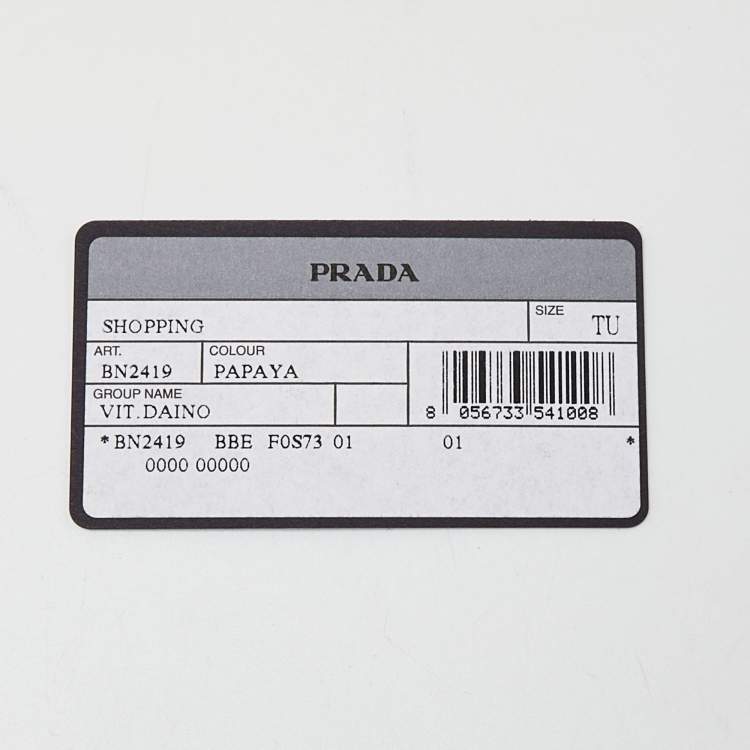 PRADA
SHOPPING
SIZE
TU
ART.
BN2419
COLOUR
PAPAYA
GROUP NAME
VIT.DAINO
8 056733 541008
*BN2419 BBE F0S73 01 01 *
0000 00000